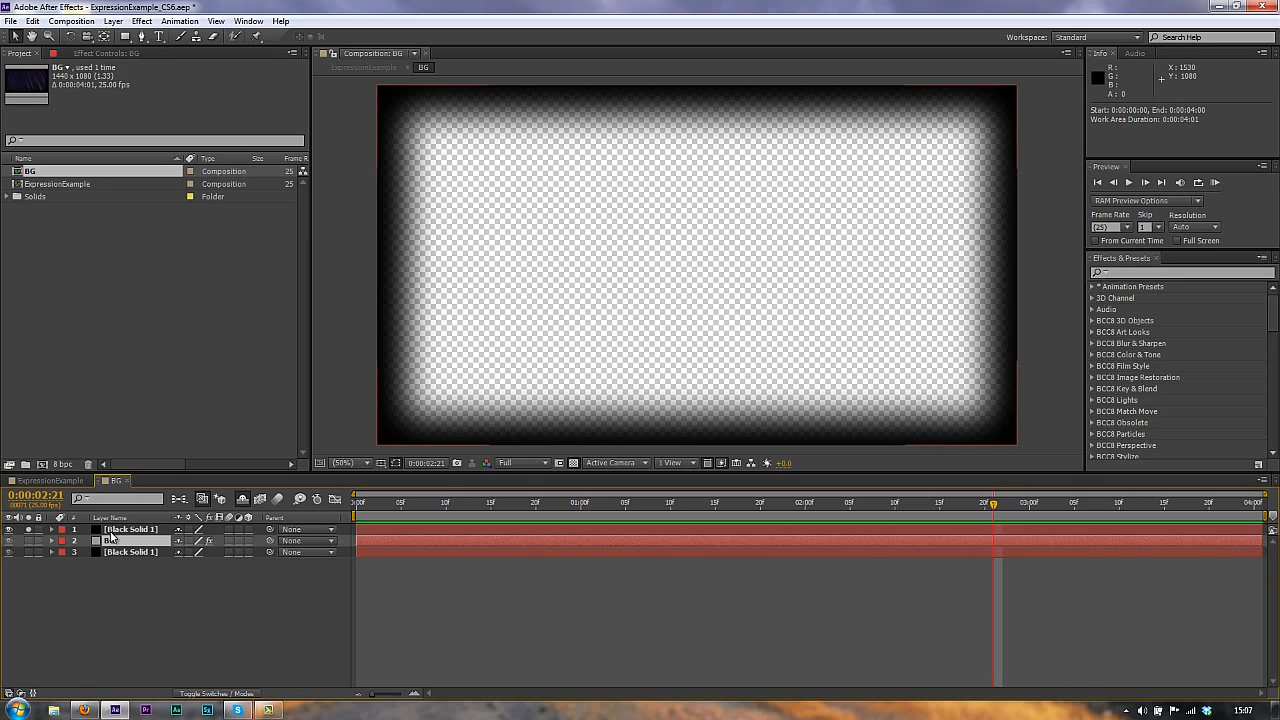 Adobe After Effects - ExpressionExample_CS6.aep *
File Edit Composition Layer Effect Animation View Window Help
Workspace: Standard Search Help
Project Effect Controls: BG
BG , used 1 time
1440 x 1080 (1.33)
Δ 0:00:04:01, 25.00 fps
Name Type Size Frame R
BG Composition 25
ExpressionExample Composition 25
Solids Folder
8 bpc
Composition: BG
ExpressionExample BG
(50%) 0:00:02:21 Full Active Camera 1 View +0.0
Info Audio
R :
G :
B :
A : 0
X : 1530
Y : 1080
Start: 0:00:00:00, End: 0:00:04:00
Work Area Duration: 0:00:04:01
Preview
RAM Preview Options
Frame Rate Skip Resolution
(25) 1 Auto
From Current Time Full Screen
Effects & Presets
* Animation Presets
3D Channel
Audio
BCC8 3D Objects
BCC8 Art Looks
BCC8 Blur & Sharpen
BCC8 Color & Tone
BCC8 Film Style
BCC8 Image Restoration
BCC8 Key & Blend
BCC8 Lights
BCC8 Match Move
BCC8 Obsolete
BCC8 Particles
BCC8 Perspective
BCC8 Stylize
ExpressionExample BG
0:00:02:21
00071 (25.00 fps)
# Layer Name fx Parent
:00f 05f 10f 15f 20f 01:00f 05f 10f 15f 20f 02:00f 05f 10f 15f 20f 03:00f 05f 10f 15f 20f 04:00f
1 [Black Solid 1] None
2 fx None
3 [Black Solid 1] None
Toggle Switches / Modes
Ae Pr Au 15:07